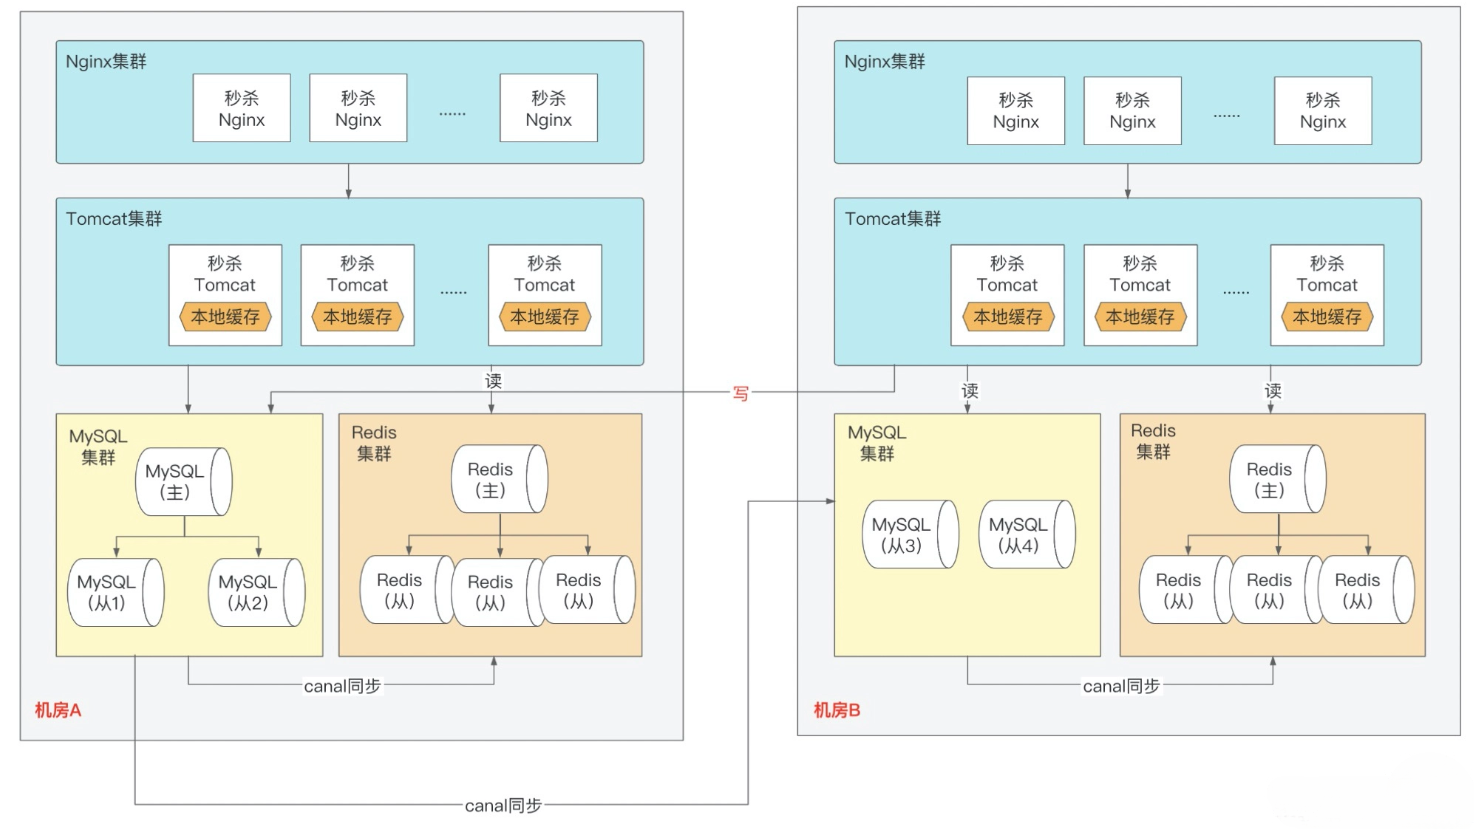 Nginx集群
秒杀
Nginx
秒杀
Nginx
......
秒杀
Nginx
Tomcat集群
秒杀
Tomcat
本地缓存
秒杀
Tomcat
本地缓存
......
秒杀
Tomcat
本地缓存
读
MySQL
集群
MySQL
（主）
MySQL
（从1）
MySQL
（从2）
Redis
集群
Redis
（主）
Redis
（从）
Redis
（从）
Redis
（从）
canal同步
机房A
写
Nginx集群
秒杀
Nginx
秒杀
Nginx
......
秒杀
Nginx
Tomcat集群
秒杀
Tomcat
本地缓存
秒杀
Tomcat
本地缓存
......
秒杀
Tomcat
本地缓存
读
读
MySQL
集群
MySQL
（从3）
MySQL
（从4）
Redis
集群
Redis
（主）
Redis
（从）
Redis
（从）
Redis
（从）
canal同步
机房B
canal同步